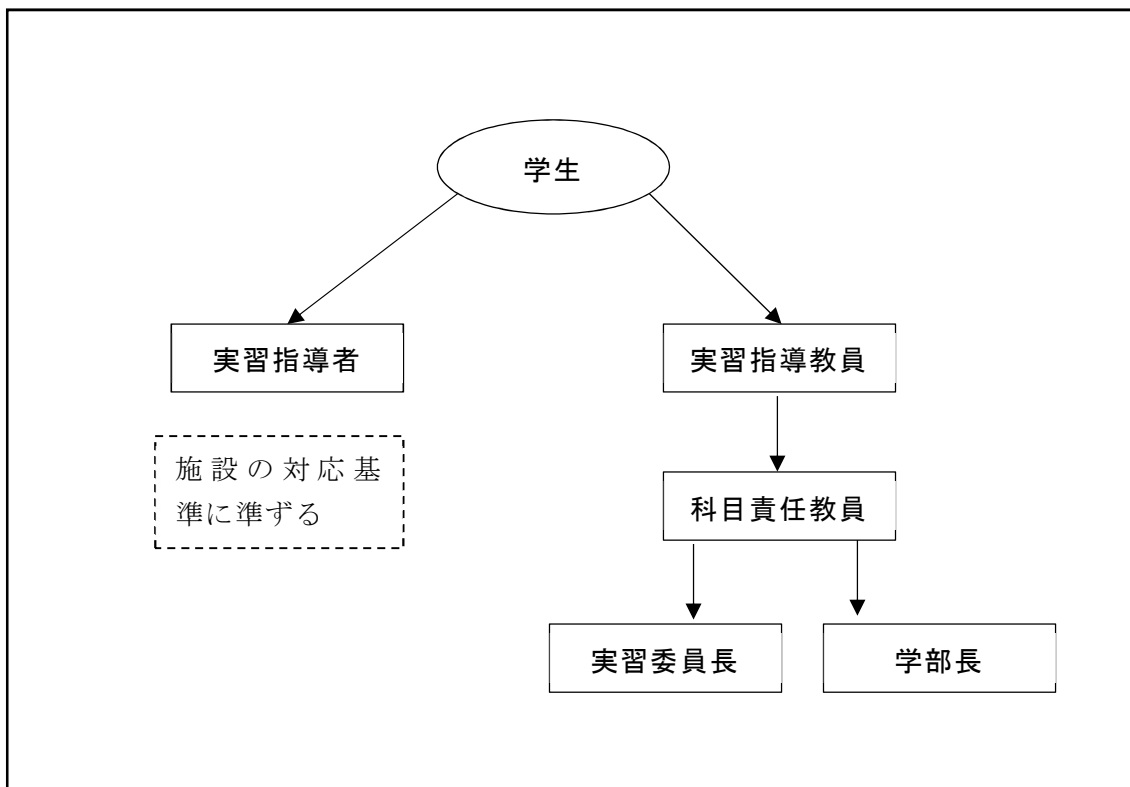 学生
実習指導者
実習指導教員
施設の対応基
準に準ずる
科目責任教員
実習委員長
学部長